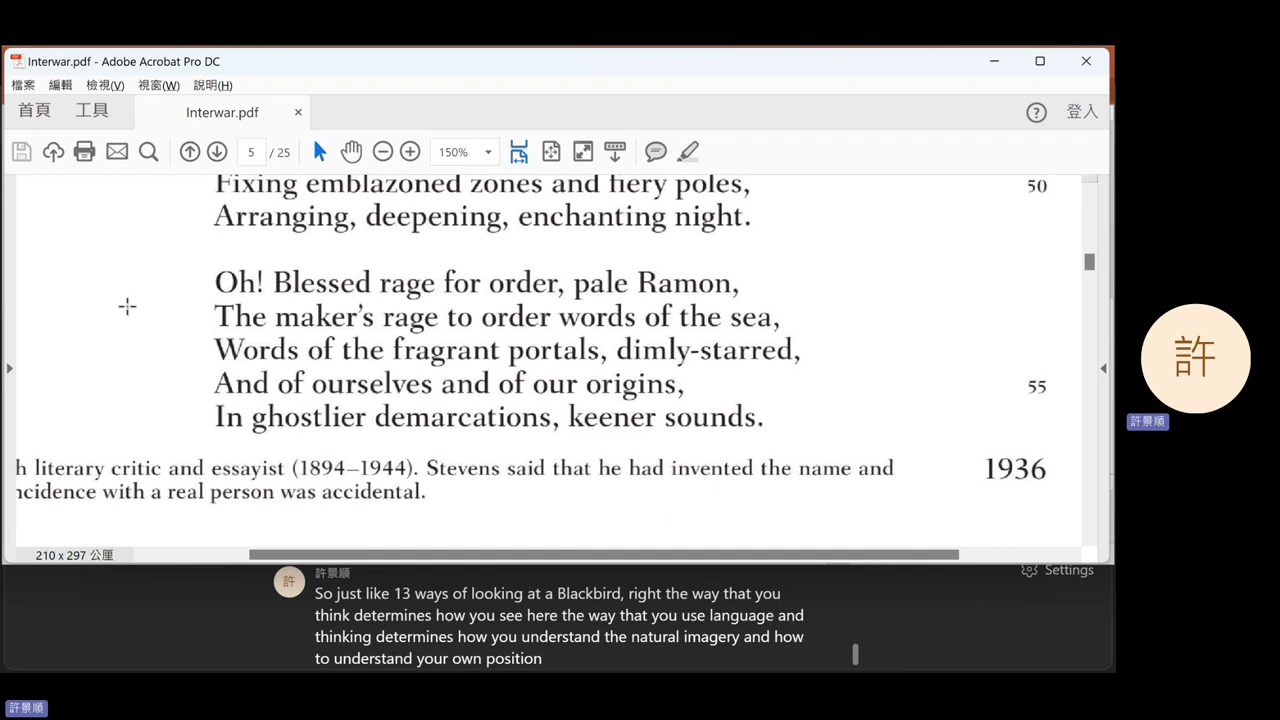 Interwar.pdf - Adobe Acrobat Pro DC
檔案 編輯 檢視(V) 視窗(W) 說明(H)
首頁 工具 Interwar.pdf × ? 登入
5 / 25 150%
Fixing emblazoned zones and fiery poles, 50
Arranging, deepening, enchanting night.
Oh! Blessed rage for order, pale Ramon,
The maker's rage to order words of the sea,
Words of the fragrant portals, dimly-starred,
And of ourselves and of our origins, 55
In ghostlier demarcations, keener sounds.
h literary critic and essayist (1894–1944). Stevens said that he had invented the name and 1936
ncidence with a real person was accidental.
210 x 297 公厘
許
許景順
許 許景順
Settings
So just like 13 ways of looking at a Blackbird, right the way that you
think determines how you see here the way that you use language and
thinking determines how you understand the natural imagery and how
to understand your own position
許景順